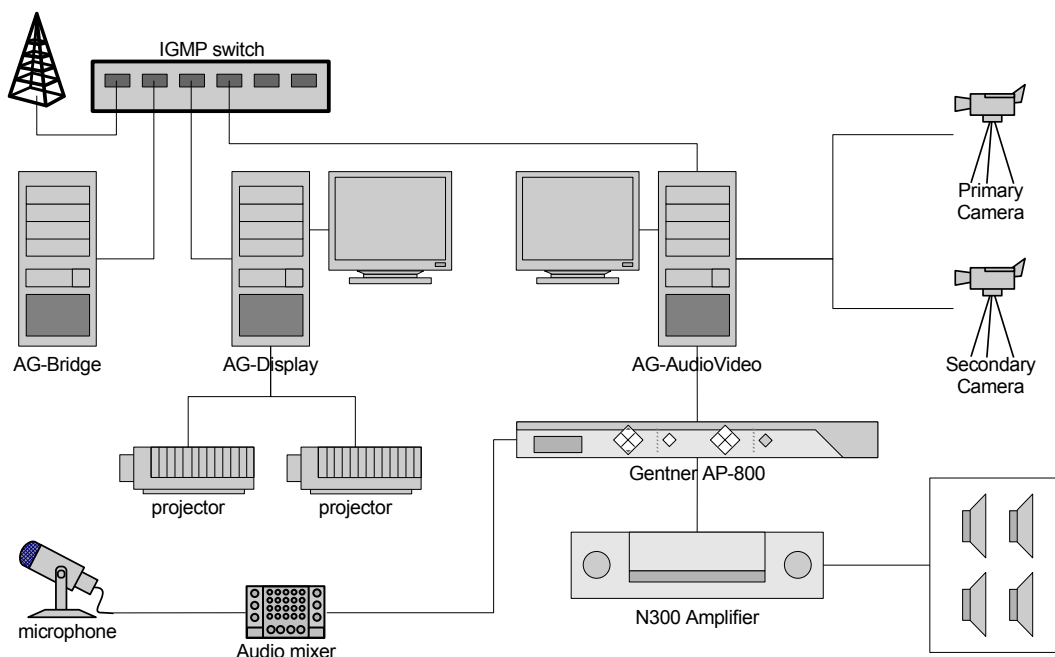 IGMP switch
Primary
Camera
AG-Bridge
AG-Display
AG-AudioVideo
Secondary
Camera
Gentner AP-800
projector
projector
microphone
Audio mixer
N300 Amplifier